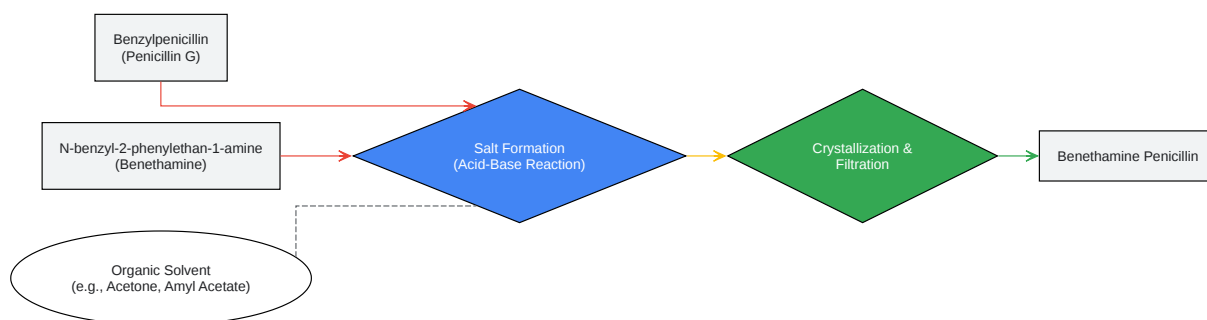 Benzylpenicillin
(Penicillin G)
N-benzyl-2-phenylethan-1-amine
(Benethamine)
Organic Solvent
(e.g., Acetone, Amyl Acetate)
Salt Formation
(Acid-Base Reaction)
Crystallization &
Filtration
Benethamine Penicillin